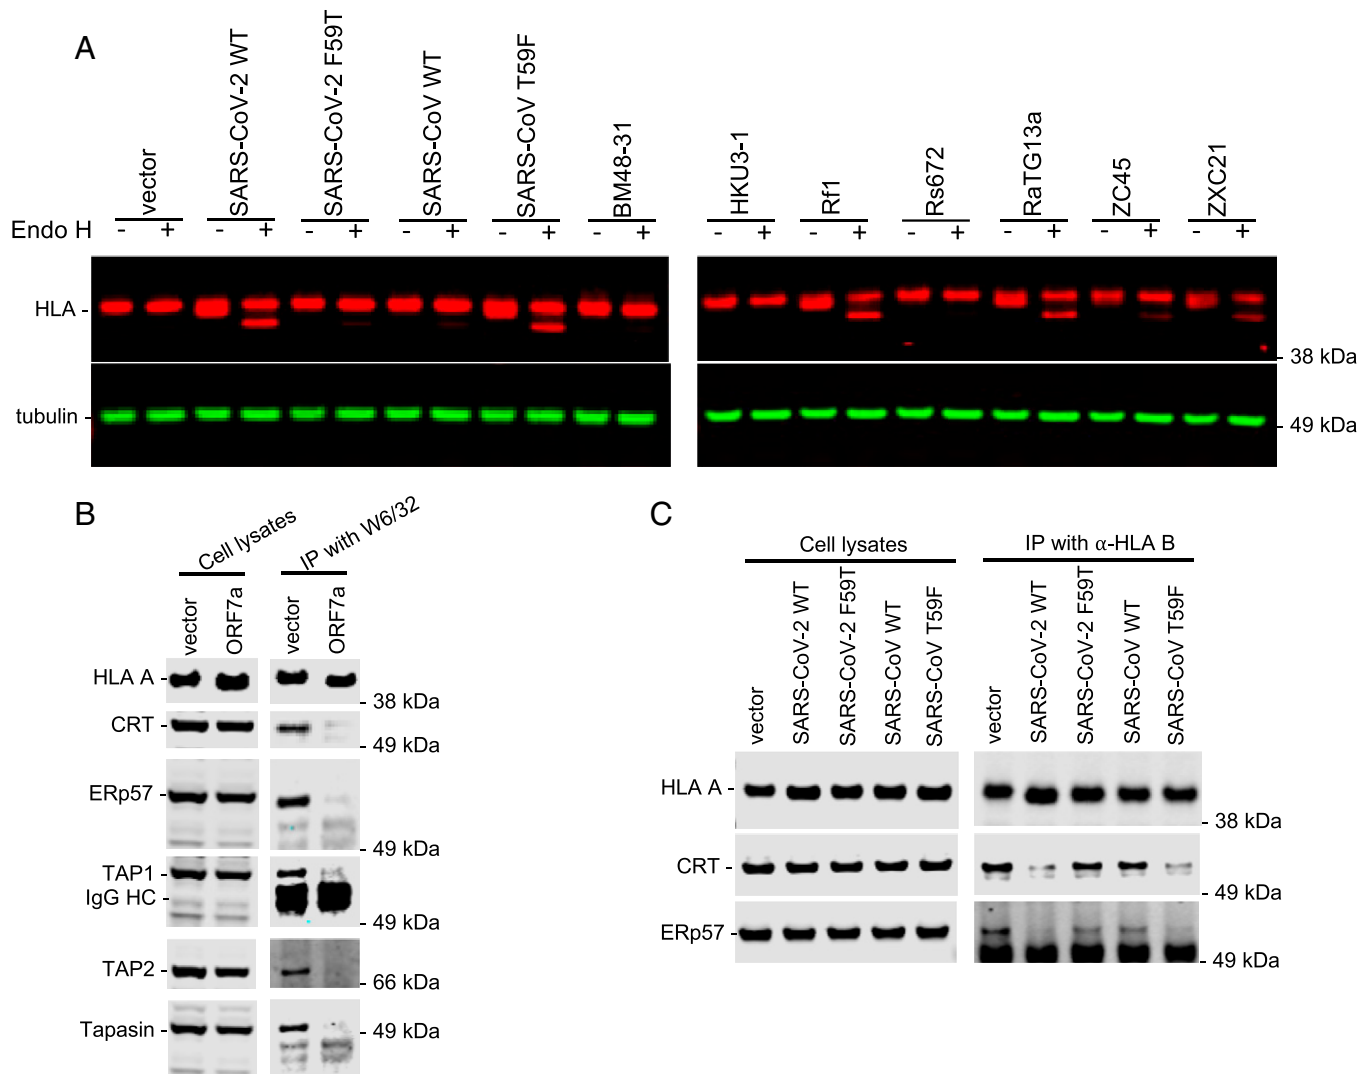 A
vector
SARS-CoV-2 WT
SARS-CoV-2 F59T
SARS-CoV WT
SARS-CoV T59F
BM48-31
HKU3-1
Rf1
Rs672
RaTG13a
ZC45
ZXC21
Endo H - + - + - + - + - + - + - + - + - + - + - + - +
HLA -
- 38 kDa
tubulin -
- 49 kDa
B
Cell lysates
IP with W6/32
vector
ORF7a
vector
ORF7a
HLA A -
- 38 kDa
CRT -
- 49 kDa
ERp57 -
- 49 kDa
TAP1 -
IgG HC -
- 49 kDa
TAP2 -
- 66 kDa
Tapasin -
- 49 kDa
C
Cell lysates
IP with α-HLA B
vector
SARS-CoV-2 WT
SARS-CoV-2 F59T
SARS-CoV WT
SARS-CoV T59F
vector
SARS-CoV-2 WT
SARS-CoV-2 F59T
SARS-CoV WT
SARS-CoV T59F
HLA A -
- 38 kDa
CRT -
- 49 kDa
ERp57 -
- 49 kDa